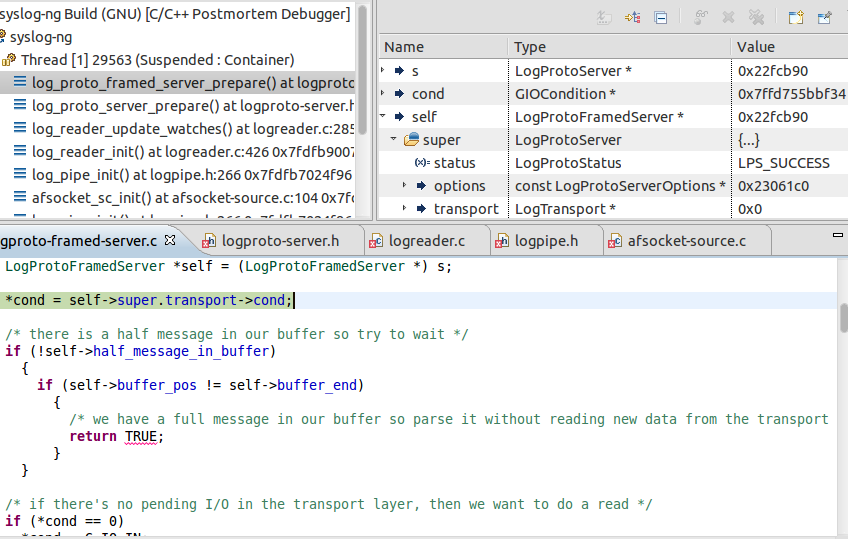 syslog-ng Build (GNU) [C/C++ Postmortem Debugger]
syslog-ng
Thread [1] 29563 (Suspended : Container)
log_proto_framed_server_prepare() at logproto
log_proto_server_prepare() at logproto-server.h
log_reader_update_watches() at logreader.c:285
log_reader_init() at logreader.c:426 0x7fdfb9007
log_pipe_init() at logpipe.h:266 0x7fdfb7024f96
afsocket_sc_init() at afsocket-source.c:104 0x7fd
Name Type Value
s LogProtoServer * 0x22fcb90
cond GIOCondition * 0x7ffd755bbf34
self LogProtoFramedServer * 0x22fcb90
super LogProtoServer {...}
(x)= status LogProtoStatus LPS_SUCCESS
options const LogProtoServerOptions * 0x23061c0
transport LogTransport * 0x0
gproto-framed-server.c logproto-server.h logreader.c logpipe.h afsocket-source.c
LogProtoFramedServer *self = (LogProtoFramedServer *) s;
*cond = self->super.transport->cond;
/* there is a half message in our buffer so try to wait */
if (!self->half_message_in_buffer)
{
if (self->buffer_pos != self->buffer_end)
{
/* we have a full message in our buffer so parse it without reading new data from the transport
return TRUE;
}
}
/* if there's no pending I/O in the transport layer, then we want to do a read */
if (*cond == 0)